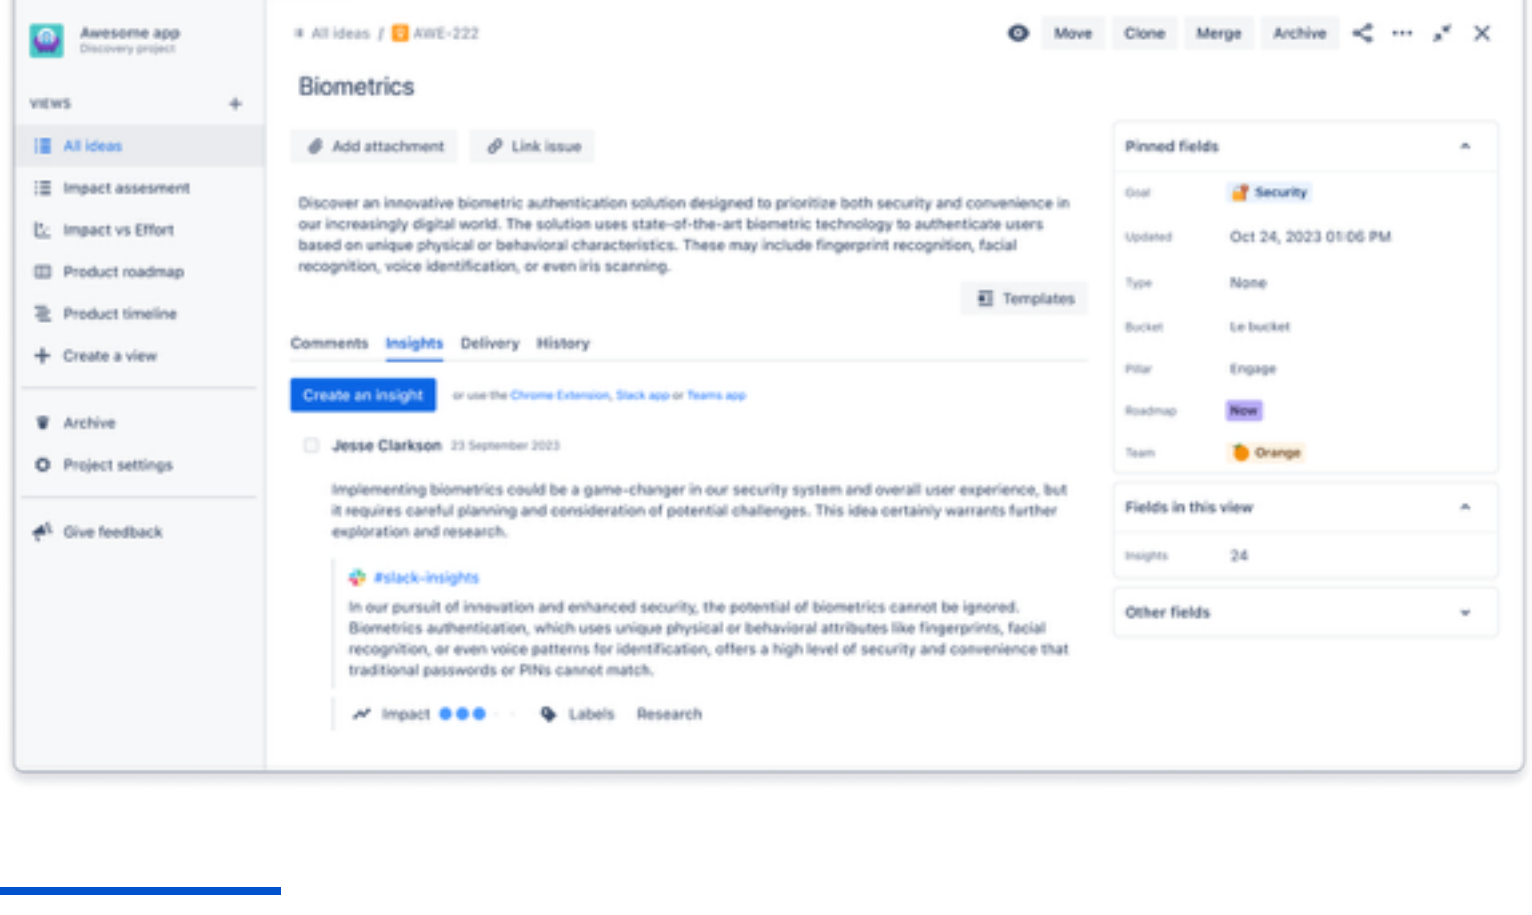 Awesome app
Discovery project
VIEWS
All ideas
Impact assesment
Impact vs Effort
Product roadmap
Product timeline
Create a view
Archive
Project settings
Give feedback
All ideas / AWE-222
Move Clone Merge Archive
Biometrics
Add attachment Link issue
Discover an innovative biometric authentication solution designed to prioritize both security and convenience in
our increasingly digital world. The solution uses state-of-the-art biometric technology to authenticate users
based on unique physical or behavioral characteristics. These may include fingerprint recognition, facial
recognition, voice identification, or even iris scanning.
Templates
Comments Insights Delivery History
Create an insight or use the Chrome Extension, Slack app or Teams app
Jesse Clarkson 23 September 2023
Implementing biometrics could be a game-changer in our security system and overall user experience, but
it requires careful planning and consideration of potential challenges. This idea certainly warrants further
exploration and research.
#slack-insights
In our pursuit of innovation and enhanced security, the potential of biometrics cannot be ignored.
Biometrics authentication, which uses unique physical or behavioral attributes like fingerprints, facial
recognition, or even voice patterns for identification, offers a high level of security and convenience that
traditional passwords or PINs cannot match.
Impact Labels Research
Pinned fields
Goal Security
Updated Oct 24, 2023 01:06 PM
Type None
Bucket Le bucket
Pillar Engage
Roadmap Now
Team Orange
Fields in this view
Insights 24
Other fields